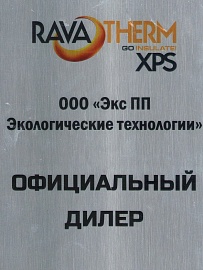 RAVATHERM
GO INSULATE!
XPS
ООО «Экс ПП
Экологические технологии»
ОФИЦИАЛЬНЫЙ
ДИЛЕР